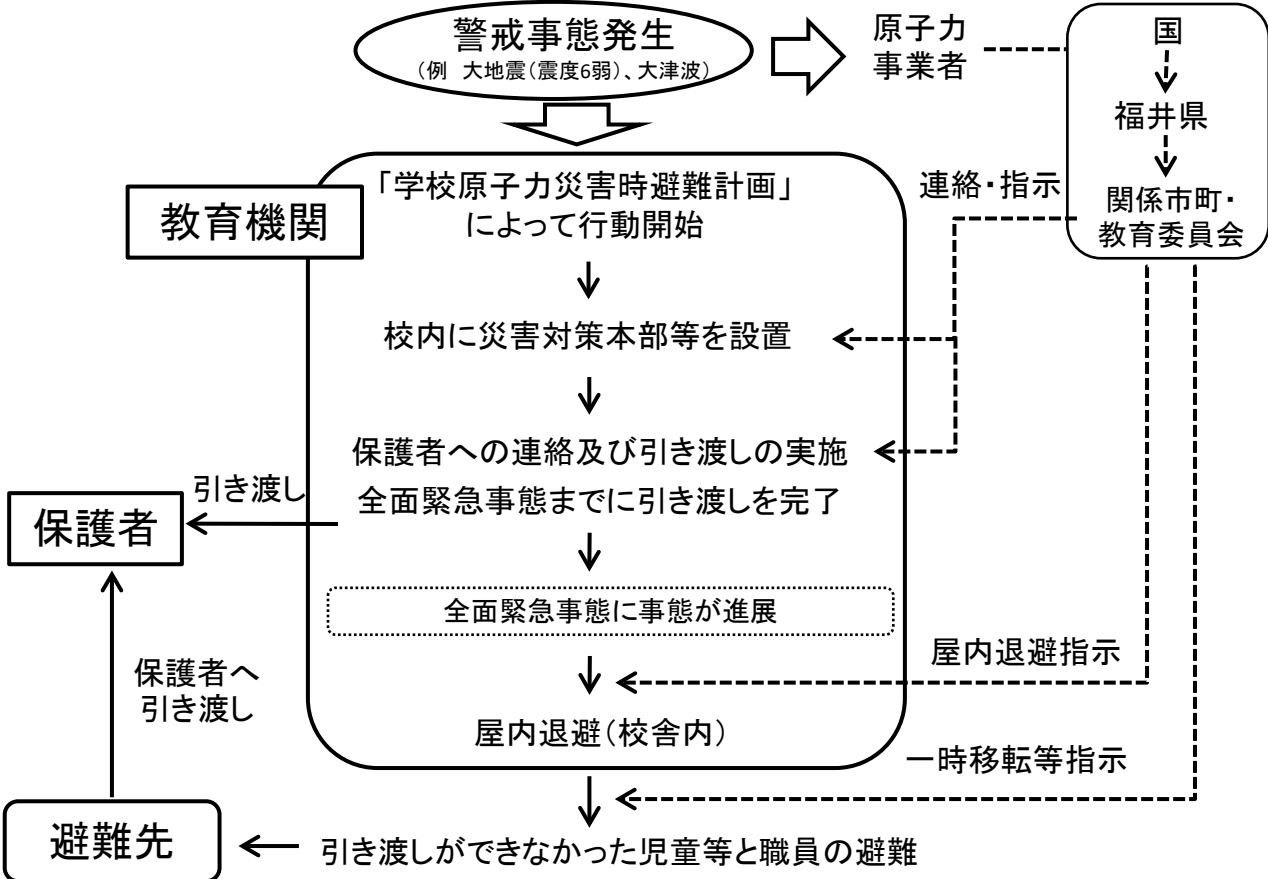 警戒事態発生
(例 大地震(震度6弱)、大津波)
原子力
事業者
国
福井県
関係市町・
教育委員会
連絡・指示
教育機関
「学校原子力災害時避難計画」
によって行動開始
校内に災害対策本部等を設置
保護者への連絡及び引き渡しの実施
全面緊急事態までに引き渡しを完了
引き渡し
保護者
全面緊急事態に事態が進展
屋内退避指示
保護者へ
引き渡し
屋内退避(校舎内)
一時移転等指示
避難先
引き渡しができなかった児童等と職員の避難